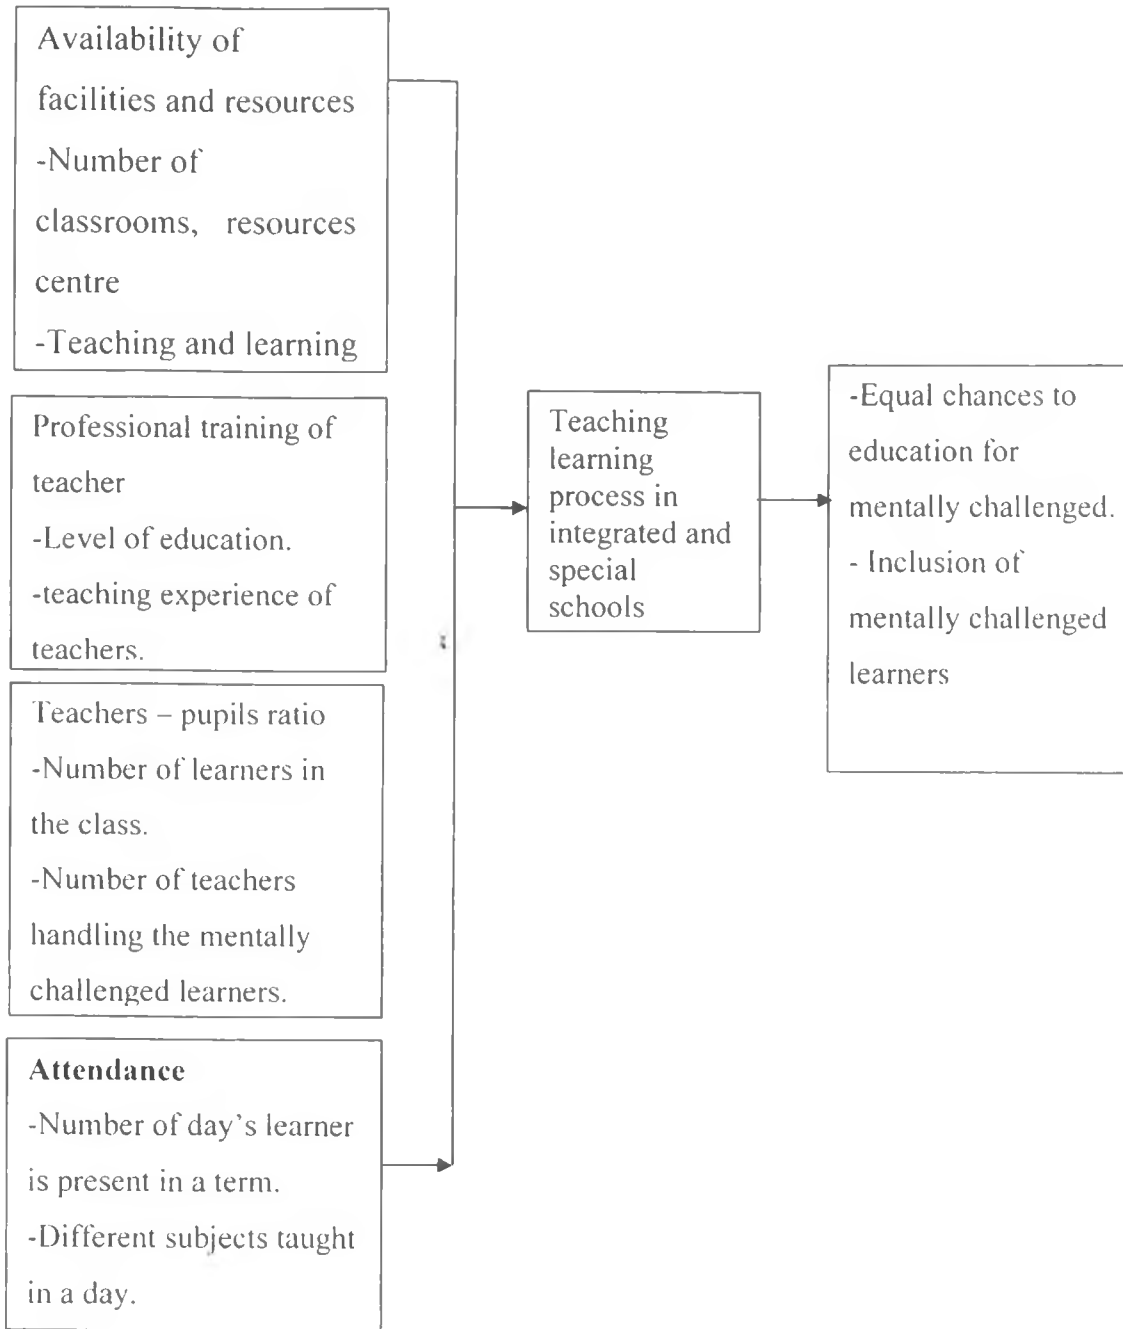 Availability of
facilities and resources
-Number of
classrooms, resources
centre
-Teaching and learning
Professional training of
teacher
-Level of education.
-teaching experience of
teachers.
Teachers – pupils ratio
-Number of learners in
the class.
-Number of teachers
handling the mentally
challenged learners.
Attendance
-Number of day’s learner
is present in a term.
-Different subjects taught
in a day.
Teaching
learning
process in
integrated and
special
schools
-Equal chances to
education for
mentally challenged.
- Inclusion of
mentally challenged
learners